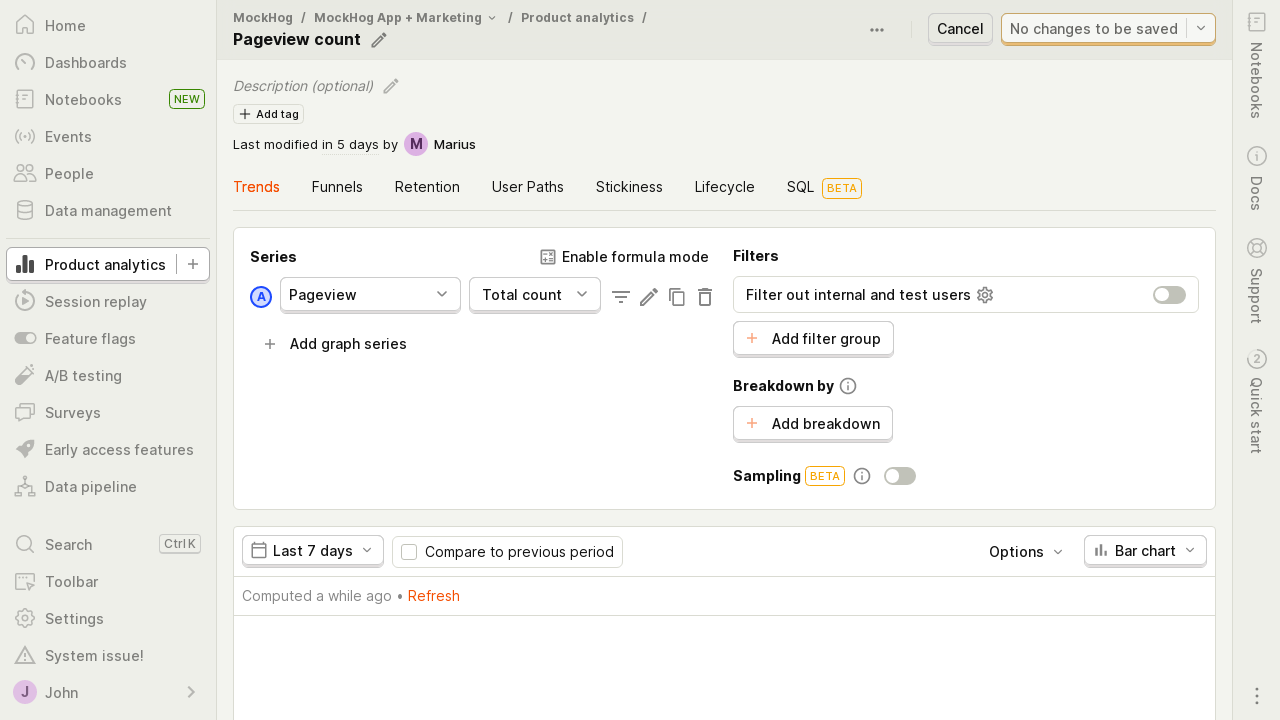 Home
Dashboards
Notebooks NEW
Events
People
Data management
Product analytics
Session replay
Feature flags
A/B testing
Surveys
Early access features
Data pipeline
Search Ctrl K
Toolbar
Settings
System issue!
J John
MockHog / MockHog App + Marketing / Product analytics /
Pageview count
Cancel
No changes to be saved
Description (optional)
Add tag
Last modified in 5 days by M Marius
Trends Funnels Retention User Paths Stickiness Lifecycle SQL BETA
Series Enable formula mode
A Pageview Total count
Add graph series
Filters
Filter out internal and test users
Add filter group
Breakdown by
Add breakdown
Sampling BETA
Last 7 days Compare to previous period Options Bar chart
Computed a while ago • Refresh
Notebooks
Docs
Support
2 Quick start